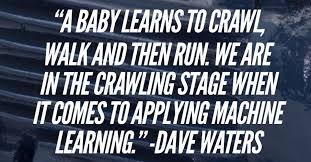 “A BABY LEARNS TO CRAWL,
WALK AND THEN RUN. WE ARE
IN THE CRAWLING STAGE WHEN
IT COMES TO APPLYING MACHINE
LEARNING.” -DAVE WATERS